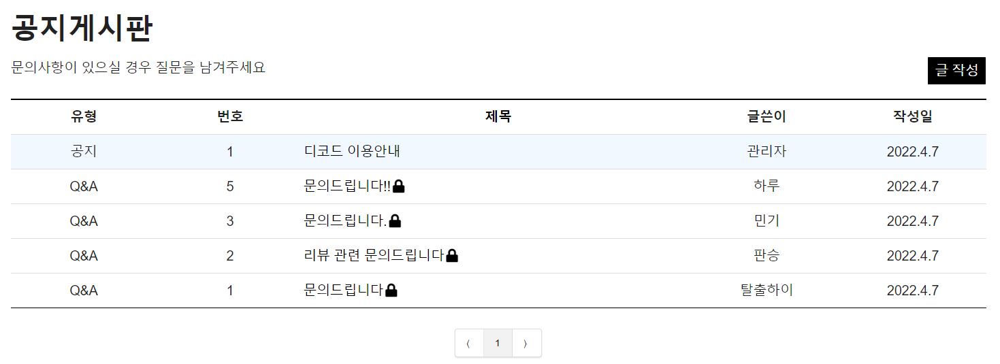 공지게시판
문의사항이 있으실 경우 질문을 남겨주세요
글 작성
유형 번호 제목 글쓴이 작성일
공지 1 디코드 이용안내 관리자 2022.4.7
Q&A 5 문의드립니다!! 하루 2022.4.7
Q&A 3 문의드립니다. 민기 2022.4.7
Q&A 2 리뷰 관련 문의드립니다 판승 2022.4.7
Q&A 1 문의드립니다 탈출하이 2022.4.7
〈 1 〉